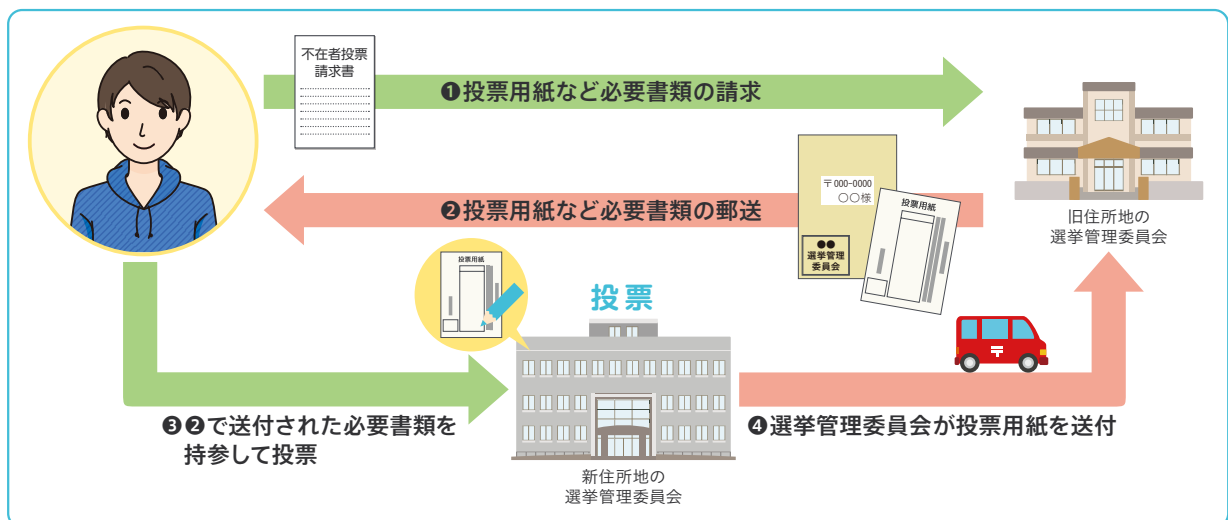 不在者投票
請求書
❶投票用紙など必要書類の請求
❷投票用紙など必要書類の郵送
〒000-0000
〇〇様
●●
選挙管理
委員会
投票用紙
旧住所地の
選挙管理委員会
投票用紙
投票
〒
❸❷で送付された必要書類を
持参して投票
新住所地の
選挙管理委員会
❹選挙管理委員会が投票用紙を送付